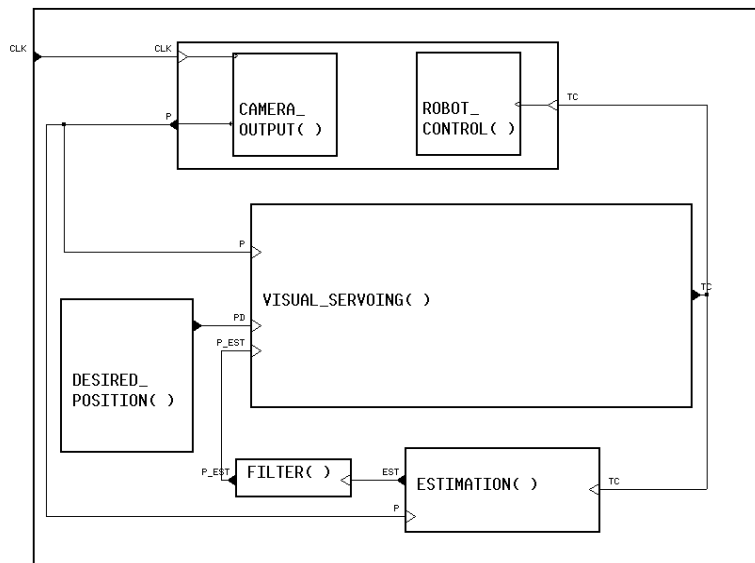 CLK
CLK
TC
CAMERA_
OUTPUT( )
ROBOT_
CONTROL( )
P
P
VISUAL_SERVOING( )
TC
PD
P_EST
DESIRED_
POSITION( )
P_EST
FILTER( )
EST
ESTIMATION( )
TC
P